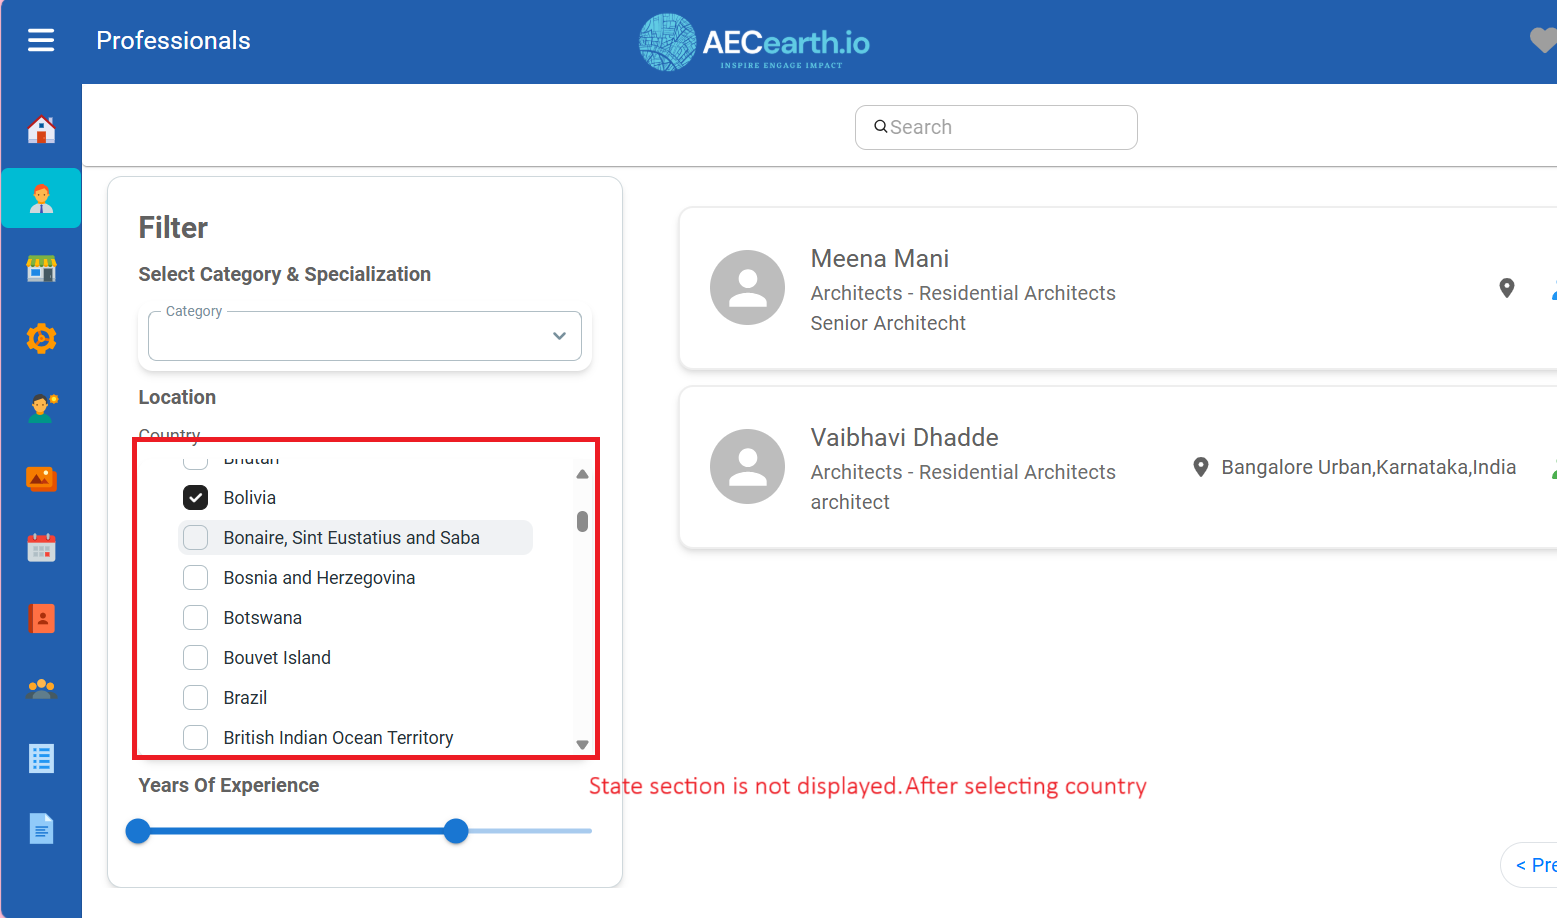 Professionals
AECearth.io
INSPIRE ENGAGE IMPACT
Search
Filter
Select Category & Specialization
Category
Location
Country
Bhutan
Bolivia
Bonaire, Sint Eustatius and Saba
Bosnia and Herzegovina
Botswana
Bouvet Island
Brazil
British Indian Ocean Territory
Years Of Experience
State section is not displayed.After selecting country
Meena Mani
Architects - Residential Architects
Senior Architecht
Vaibhavi Dhadde
Architects - Residential Architects
architect
Bangalore Urban,Karnataka,India
< Pre